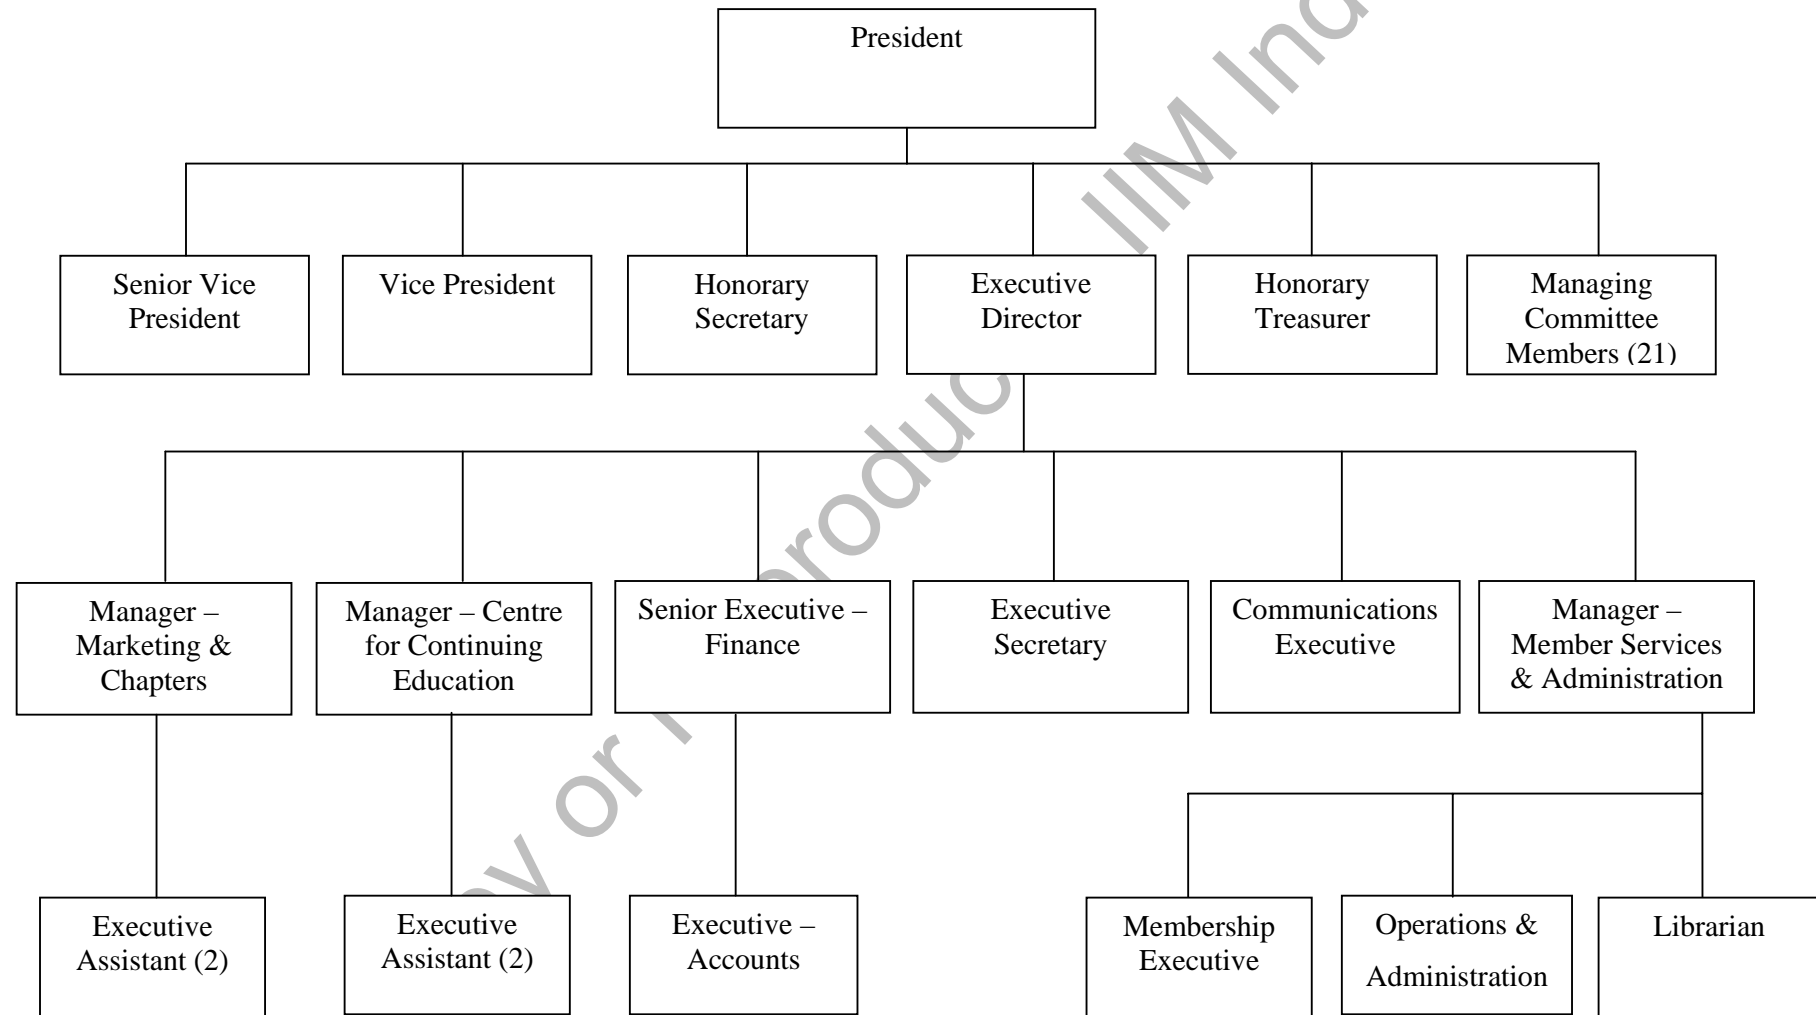 President
Senior Vice
President
Vice President
Honorary
Secretary
Executive
Director
Honorary
Treasurer
Managing
Committee
Members (21)
Manager –
Marketing &
Chapters
Manager – Centre
for Continuing
Education
Senior Executive –
Finance
Executive
Secretary
Communications
Executive
Manager –
Member Services
& Administration
Executive
Assistant (2)
Executive
Assistant (2)
Executive –
Accounts
Membership
Executive
Operations &
Administration
Librarian
or
IIM